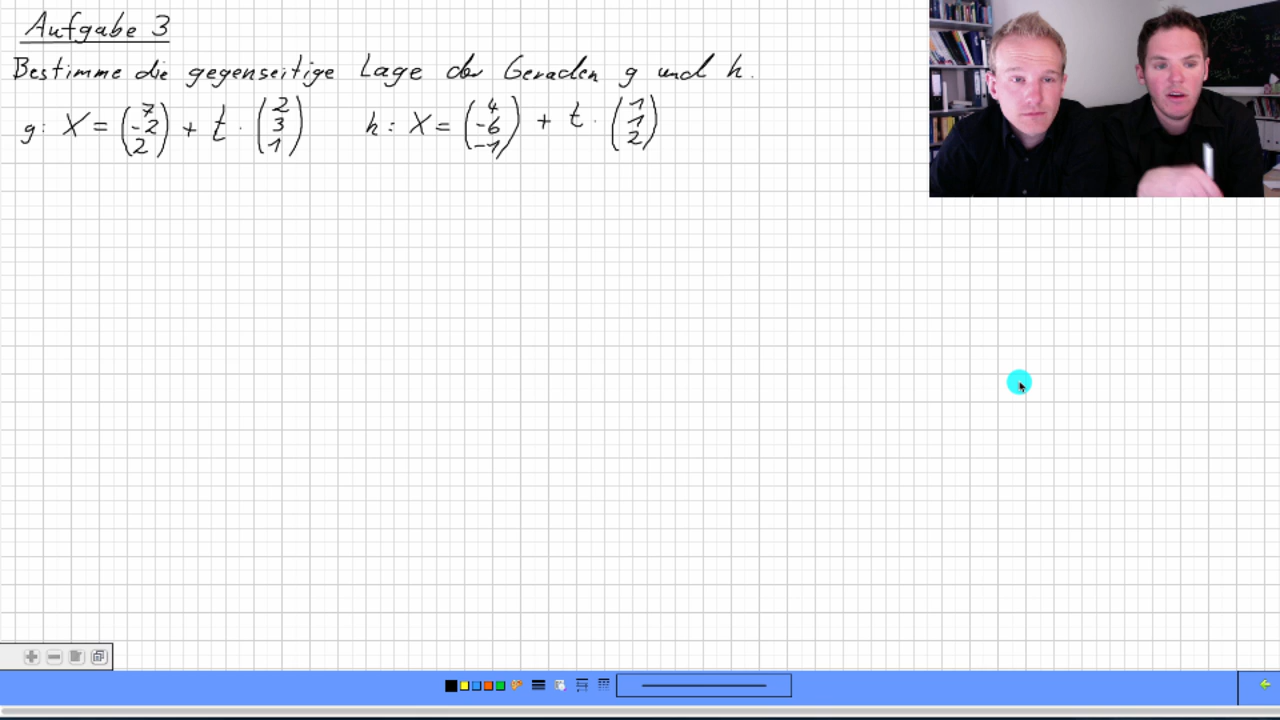 Aufgabe 3
Bestimme die gegenseitige Lage der Geraden g und h.
g: X = (7 -2 2) + t · (2 3 1) h: X = (4 -6 -1) + t · (1 1 2)